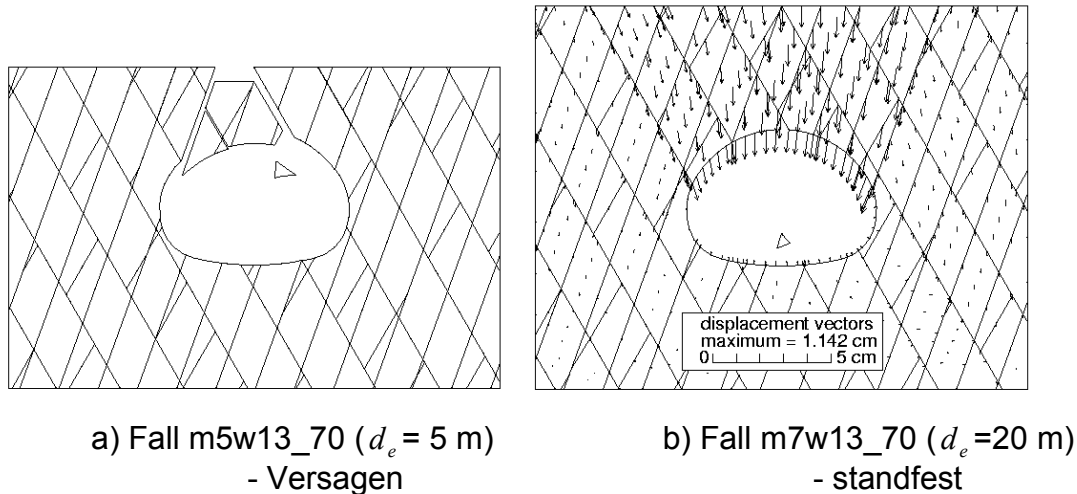 displacement vectors
maximum = 1.142 cm
0 5 cm
a) Fall m5w13_70 (d_e = 5 m)
- Versagen
b) Fall m7w13_70 (d_e =20 m)
- standfest